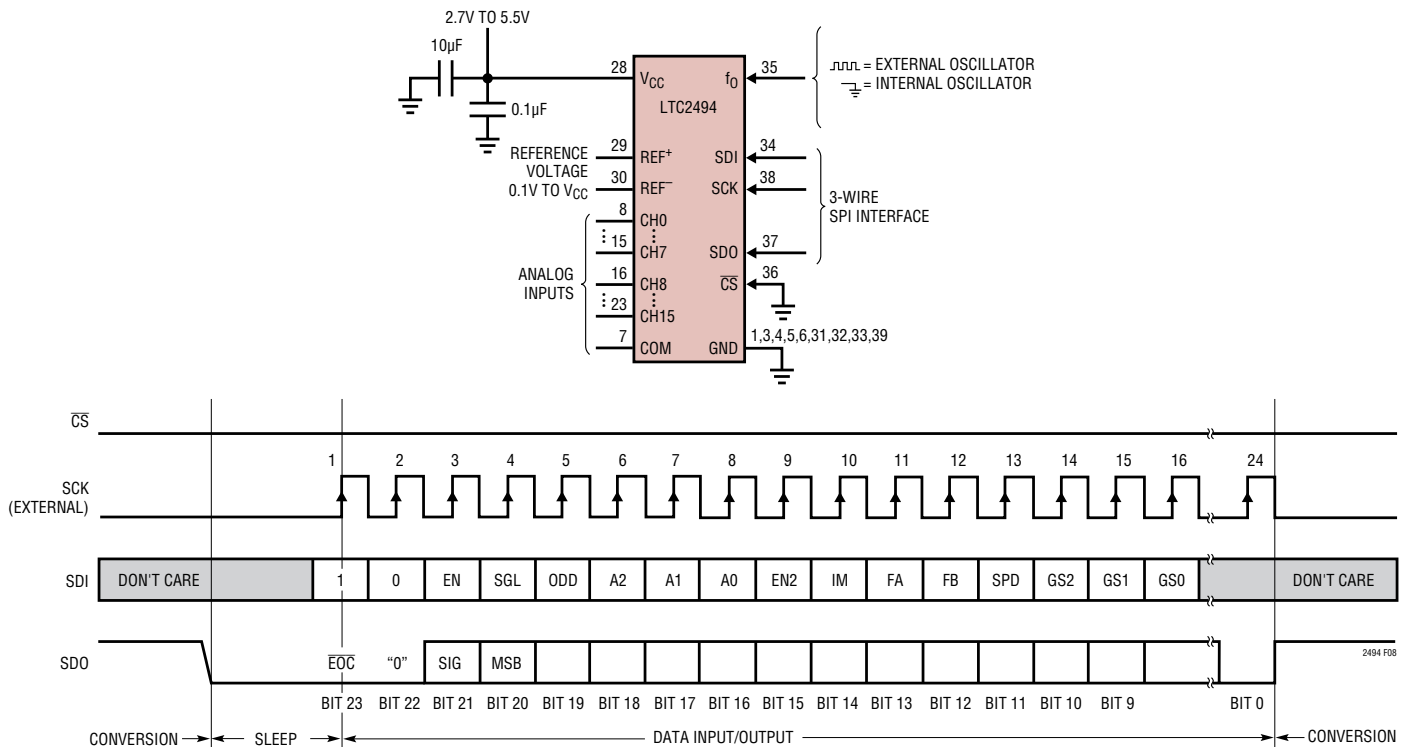 2.7V TO 5.5V
10µF
0.1µF
28
VCC
fO
35
LTC2494
= EXTERNAL OSCILLATOR
= INTERNAL OSCILLATOR
REFERENCE
VOLTAGE
0.1V TO VCC
29
REF+
30
REF–
SDI
34
SCK
38
SDO
37
CS
36
3-WIRE
SPI INTERFACE
ANALOG
INPUTS
8
CH0
15
CH7
16
CH8
23
CH15
7
COM
GND
1,3,4,5,6,31,32,33,39
CS
1 2 3 4 5 6 7 8 9 10 11 12 13 14 15 16 24
SCK
(EXTERNAL)
SDI DON'T CARE 1 0 EN SGL ODD A2 A1 A0 EN2 IM FA FB SPD GS2 GS1 GS0 DON'T CARE
SDO EOC “0” SIG MSB
2494 F08
BIT 23 BIT 22 BIT 21 BIT 20 BIT 19 BIT 18 BIT 17 BIT 16 BIT 15 BIT 14 BIT 13 BIT 12 BIT 11 BIT 10 BIT 9 BIT 0
CONVERSION SLEEP DATA INPUT/OUTPUT CONVERSION